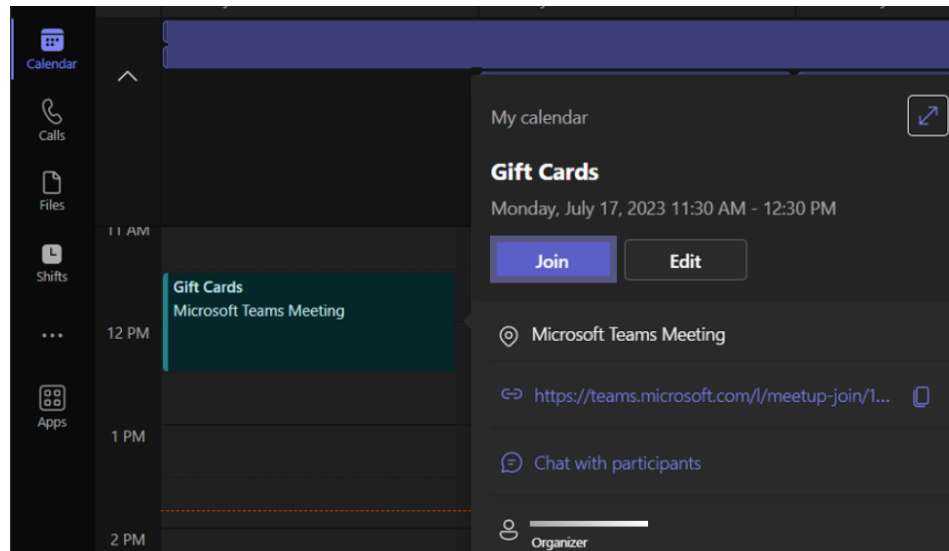 Calendar
Calls
Files
Shifts
Apps
11 AM
12 PM
1 PM
2 PM
Gift Cards
Microsoft Teams Meeting
My calendar
Gift Cards
Monday, July 17, 2023 11:30 AM - 12:30 PM
Join
Edit
Microsoft Teams Meeting
https://teams.microsoft.com/l/meetup-join/1...
Chat with participants
Organizer